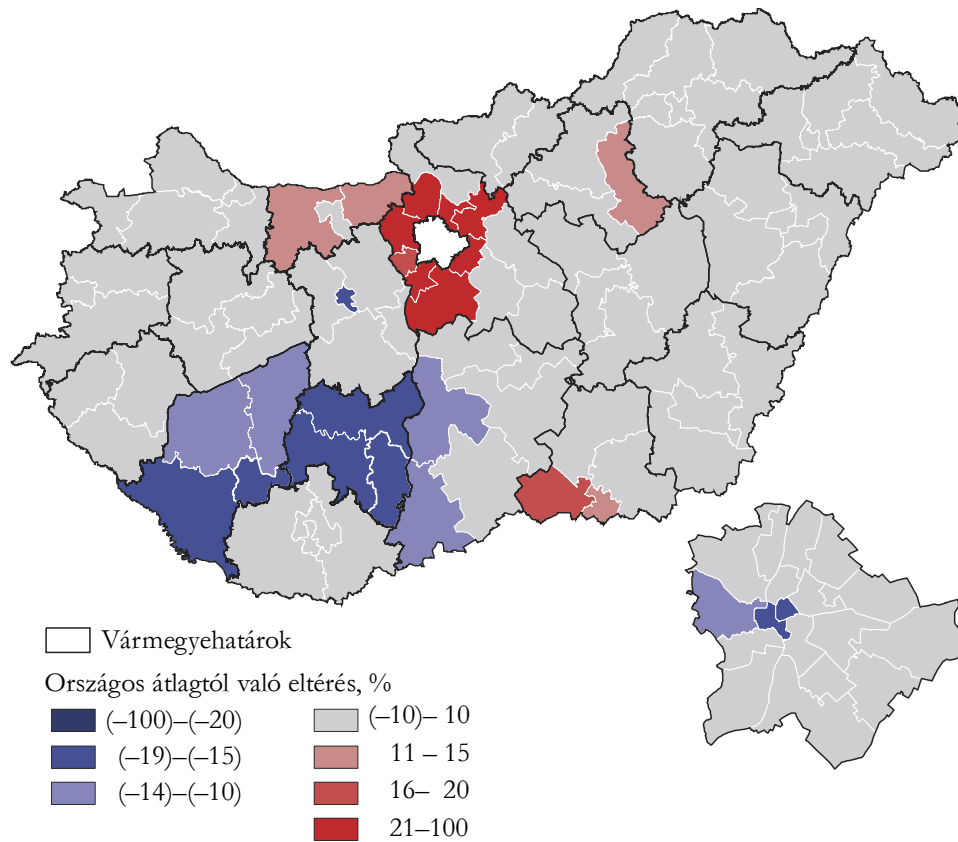 Vármegyehatárok
Országos átlagtól való eltérés, %
(–100)–(–20)
(–19)–(–15)
(–14)–(–10)
(–10)– 10
11 – 15
16– 20
21–100